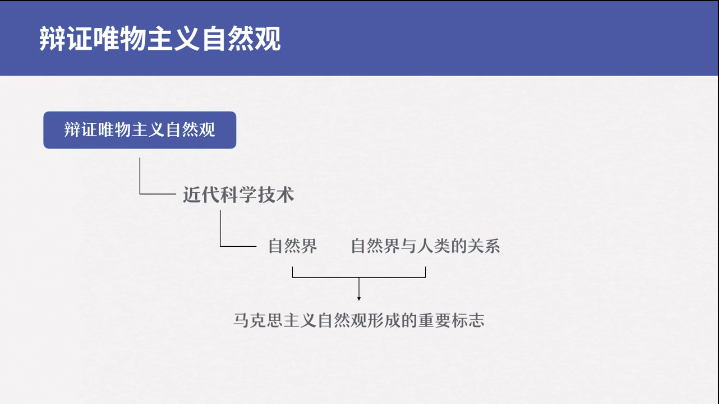 辩证唯物主义自然观
辩证唯物主义自然观
近代科学技术
自然界 自然界与人类的关系
马克思主义自然观形成的重要标志